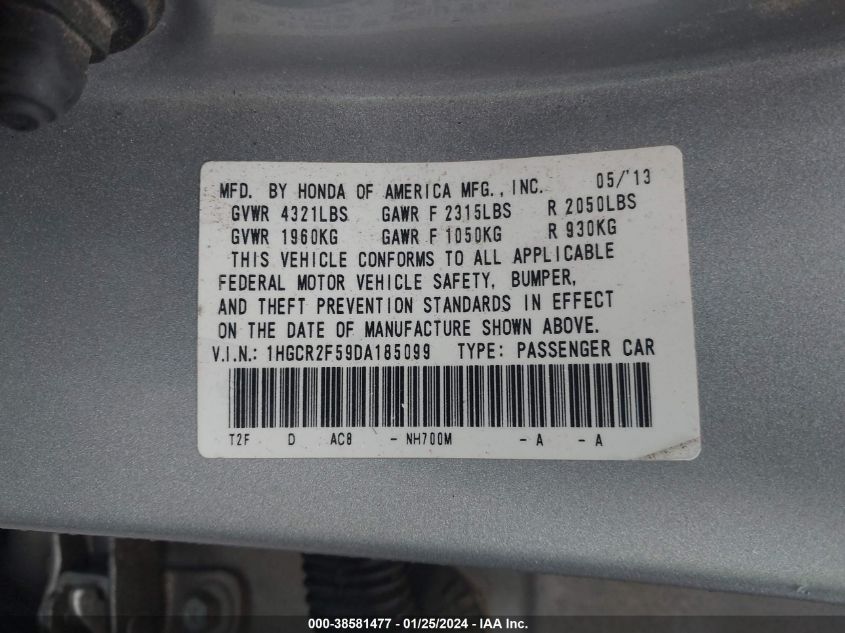 MFD. BY HONDA OF AMERICA MFG., INC. 05/'13
GVWR 4321LBS GAWR F 2315LBS R 2050LBS
GVWR 1960KG GAWR F 1050KG R 930KG
THIS VEHICLE CONFORMS TO ALL APPLICABLE
FEDERAL MOTOR VEHICLE SAFETY, BUMPER,
AND THEFT PREVENTION STANDARDS IN EFFECT
ON THE DATE OF MANUFACTURE SHOWN ABOVE.
V.I.N.: 1HGCR2F59DA185099 TYPE: PASSENGER CAR
T2F D AC8 - NH700M - A - A
000-38581477 - 01/25/2024 - IAA Inc.